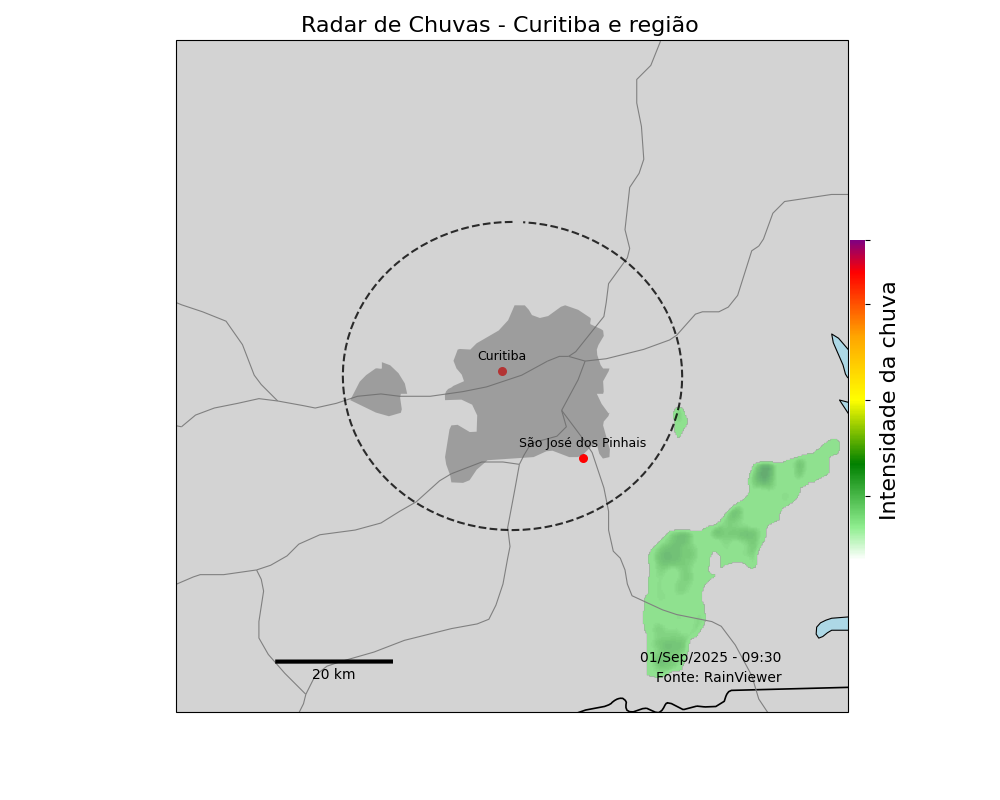 Radar de Chuvas - Curitiba e região
Curitiba
São José dos Pinhais
Intensidade da chuva
01/Sep/2025 - 09:30
20 km
Fonte: RainViewer